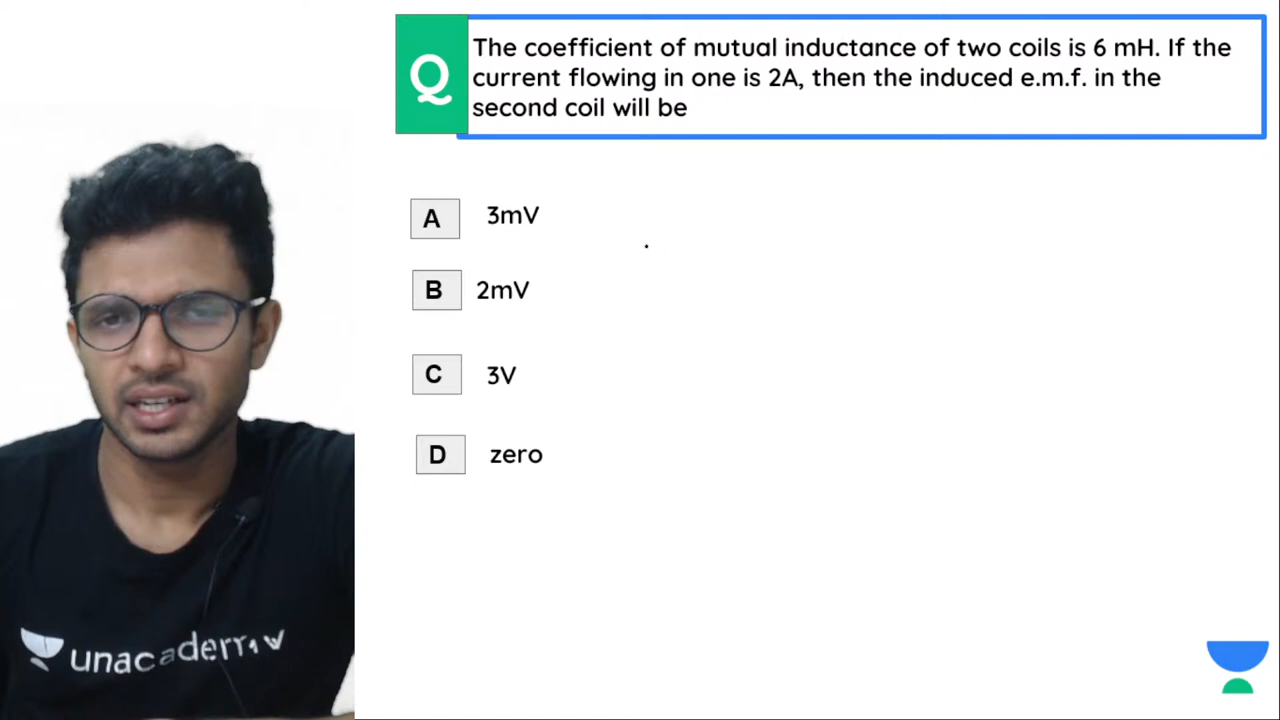 Q
The coefficient of mutual inductance of two coils is 6 mH. If the
current flowing in one is 2A, then the induced e.m.f. in the
second coil will be
A 3mV
B 2mV
C 3V
D zero
unacademy